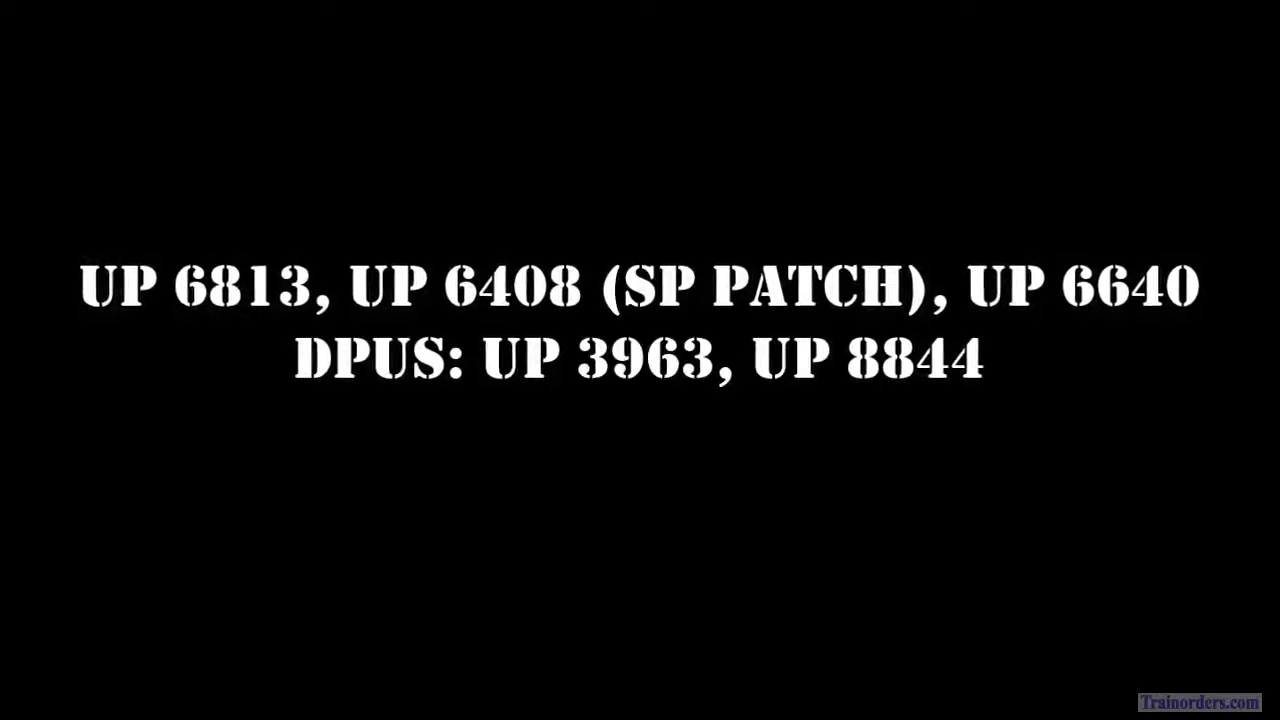 UP 6813, UP 6408 (SP PATCH), UP 6640
DPUS: UP 3963, UP 8844
Trainorders.com